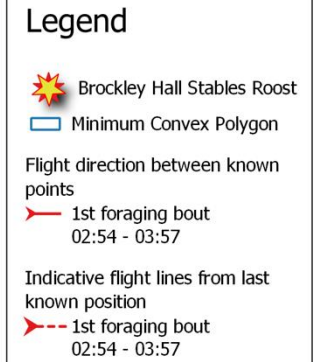 Legend
Brockley Hall Stables Roost
Minimum Convex Polygon
Flight direction between known
points
1st foraging bout
02:54 - 03:57
Indicative flight lines from last
known position
1st foraging bout
02:54 - 03:57